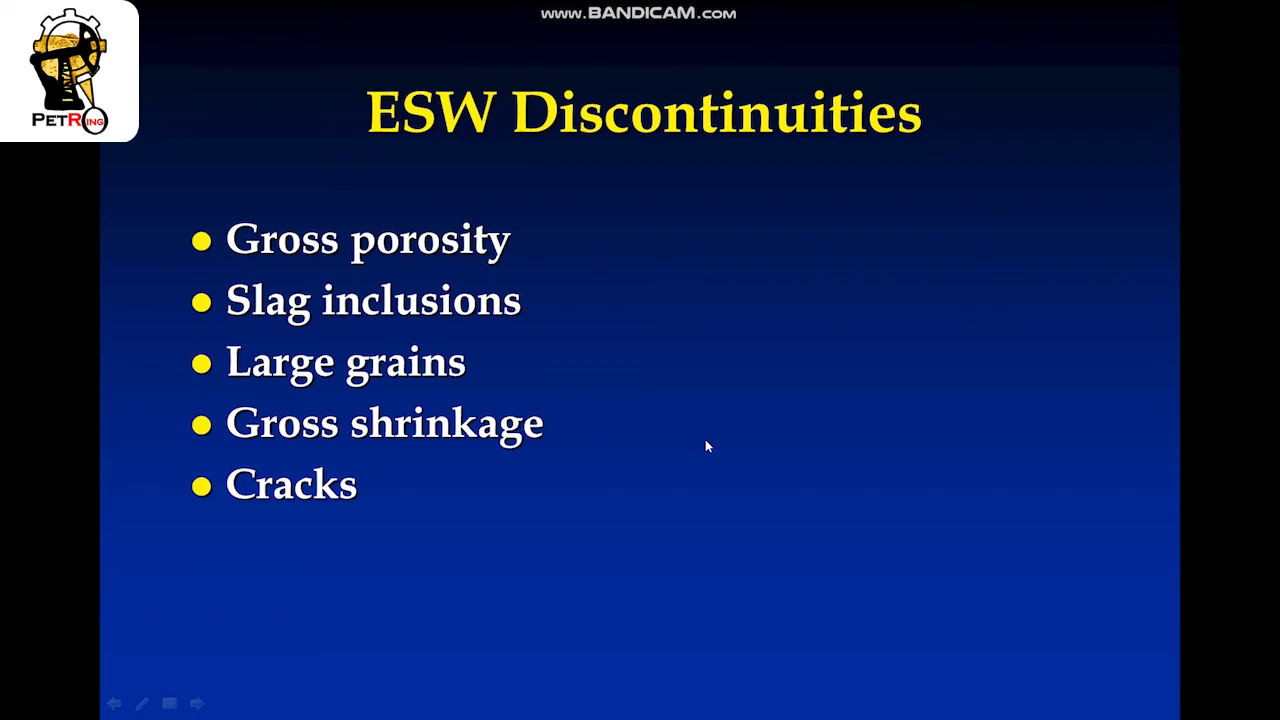 www.BANDICAM.com
PETRING
ESW Discontinuities
Gross porosity
Slag inclusions
Large grains
Gross shrinkage
Cracks